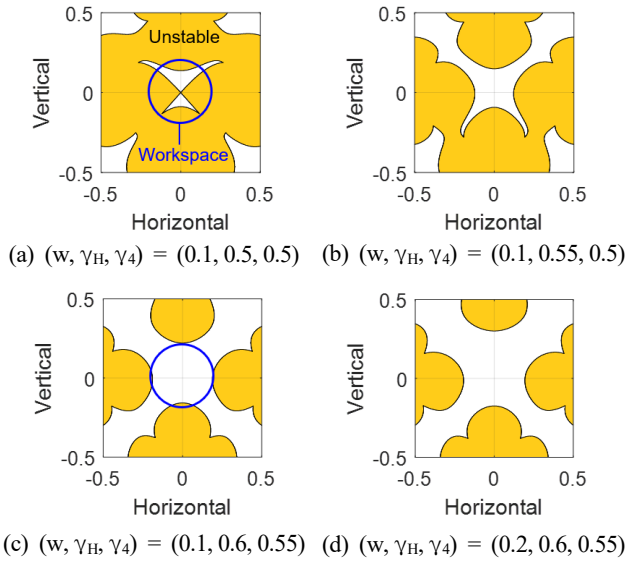 0.5
Unstable
0
Vertical
Workspace
-0.5
-0.5 0 0.5
Horizontal
(a) (w, γH, γ4) = (0.1, 0.5, 0.5)
0.5
0
Vertical
-0.5
-0.5 0 0.5
Horizontal
(b) (w, γH, γ4) = (0.1, 0.55, 0.5)
0.5
0
Vertical
-0.5
-0.5 0 0.5
Horizontal
(c) (w, γH, γ4) = (0.1, 0.6, 0.55)
0.5
0
Vertical
-0.5
-0.5 0 0.5
Horizontal
(d) (w, γH, γ4) = (0.2, 0.6, 0.55)